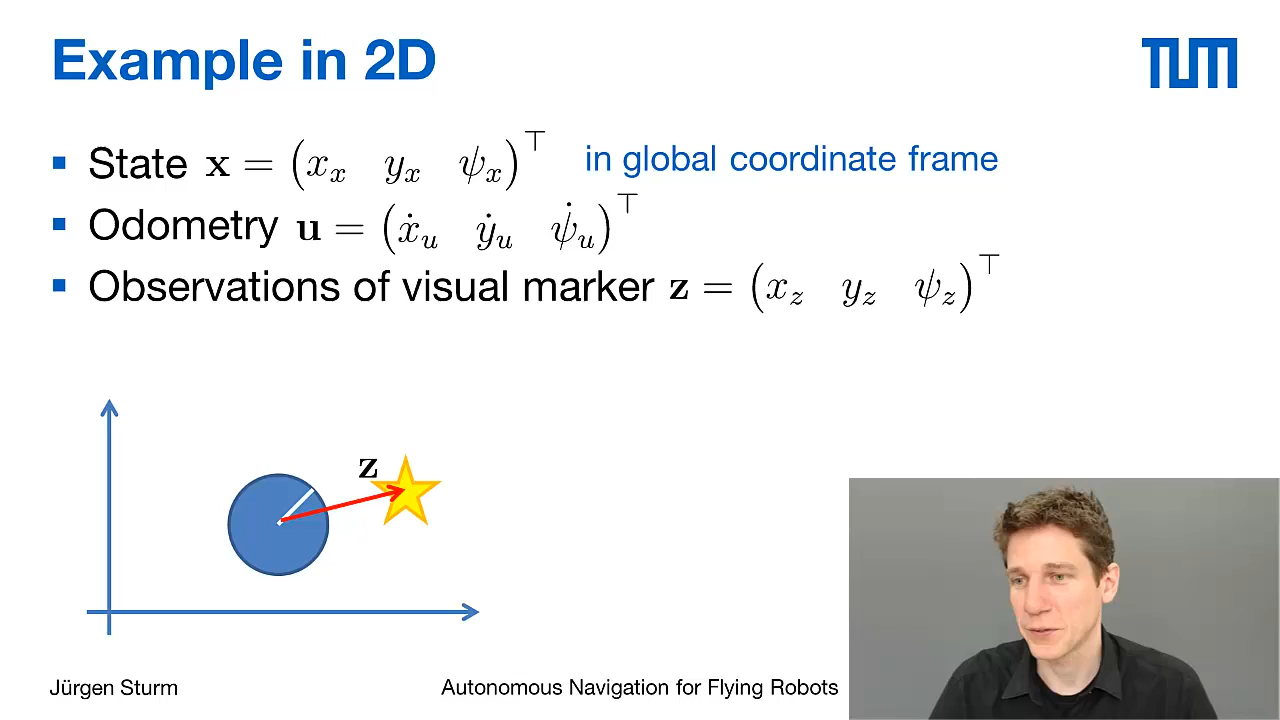 Example in 2D
TUM
State x = (x_x y_x ψ_x)^⊤ in global coordinate frame
Odometry u = (ẋ_u ẏ_u ψ̇_u)^⊤
Observations of visual marker z = (x_z y_z ψ_z)^⊤
z
Jürgen Sturm
Autonomous Navigation for Flying Robots